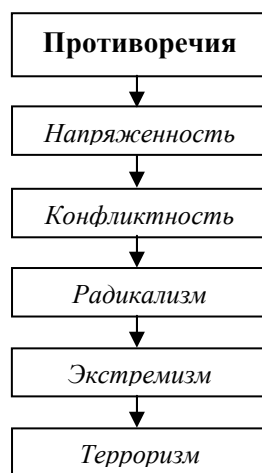 Противоречия
Напряженность
Конфликтность
Радикализм
Экстремизм
Терроризм